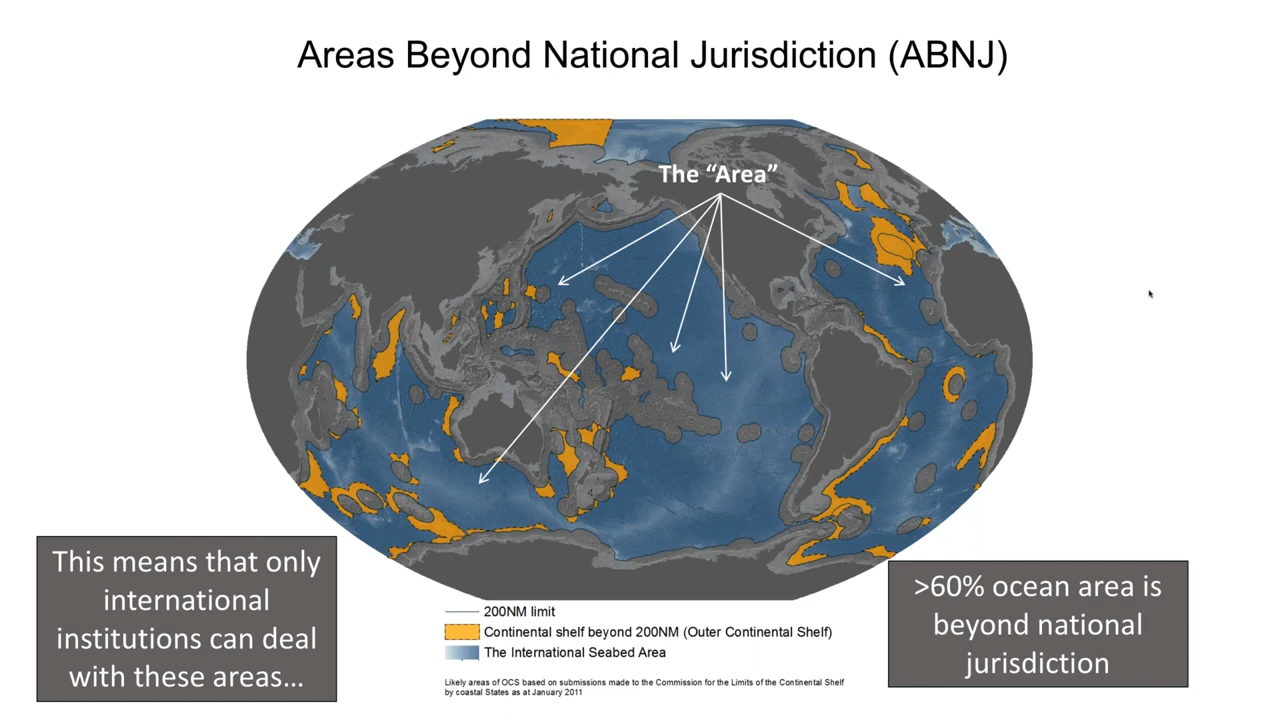 Areas Beyond National Jurisdiction (ABNJ)
The “Area”
This means that only
international
institutions can deal
with these areas…
>60% ocean area is
beyond national
jurisdiction
200NM limit
Continental shelf beyond 200NM (Outer Continental Shelf)
The International Seabed Area
Likely areas of OCS based on submissions made to the Commission for the Limits of the Continental Shelf
by coastal States as at January 2011